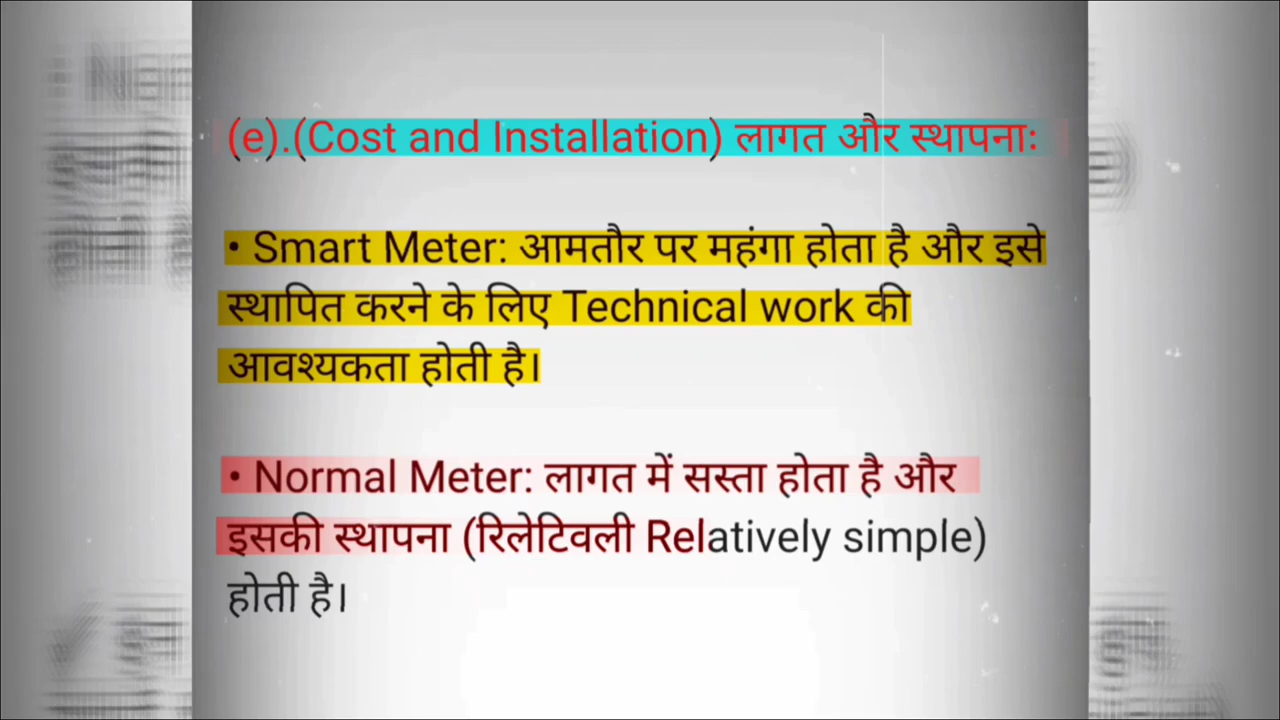 (e).(Cost and Installation) लागत और स्थापनाः
• Smart Meter: आमतौर पर महंगा होता है और इसे
स्थापित करने के लिए Technical work की
आवश्यकता होती है।
• Normal Meter: लागत में सस्ता होता है और
इसकी स्थापना (रिलेटिवली Relatively simple)
होती है।